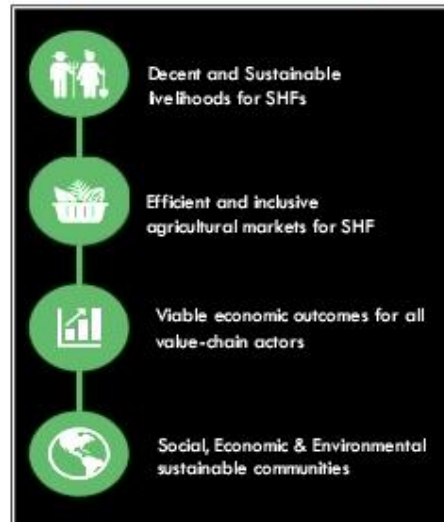 Decent and Sustainable
livelihoods for SHFs
Efficient and inclusive
agricultural markets for SHF
Viable economic outcomes for all
value-chain actors
Social, Economic & Environmental
sustainable communities